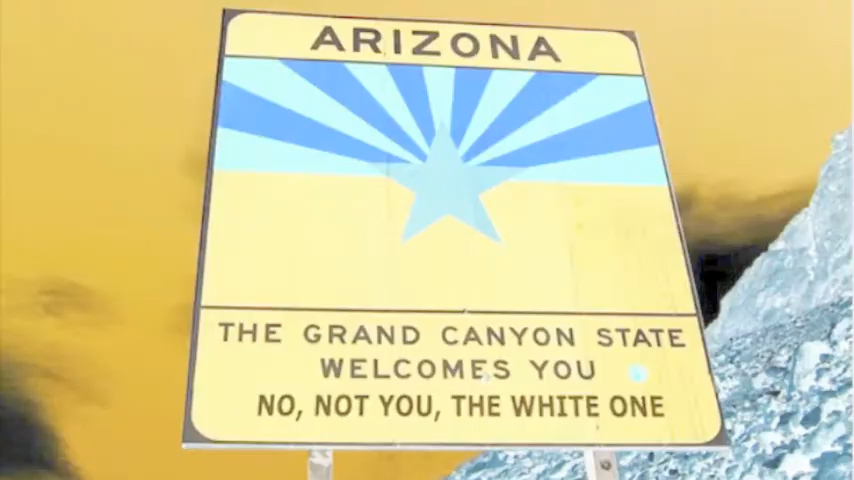 ARIZONA
THE GRAND CANYON STATE
WELCOMES YOU
NO, NOT YOU, THE WHITE ONE